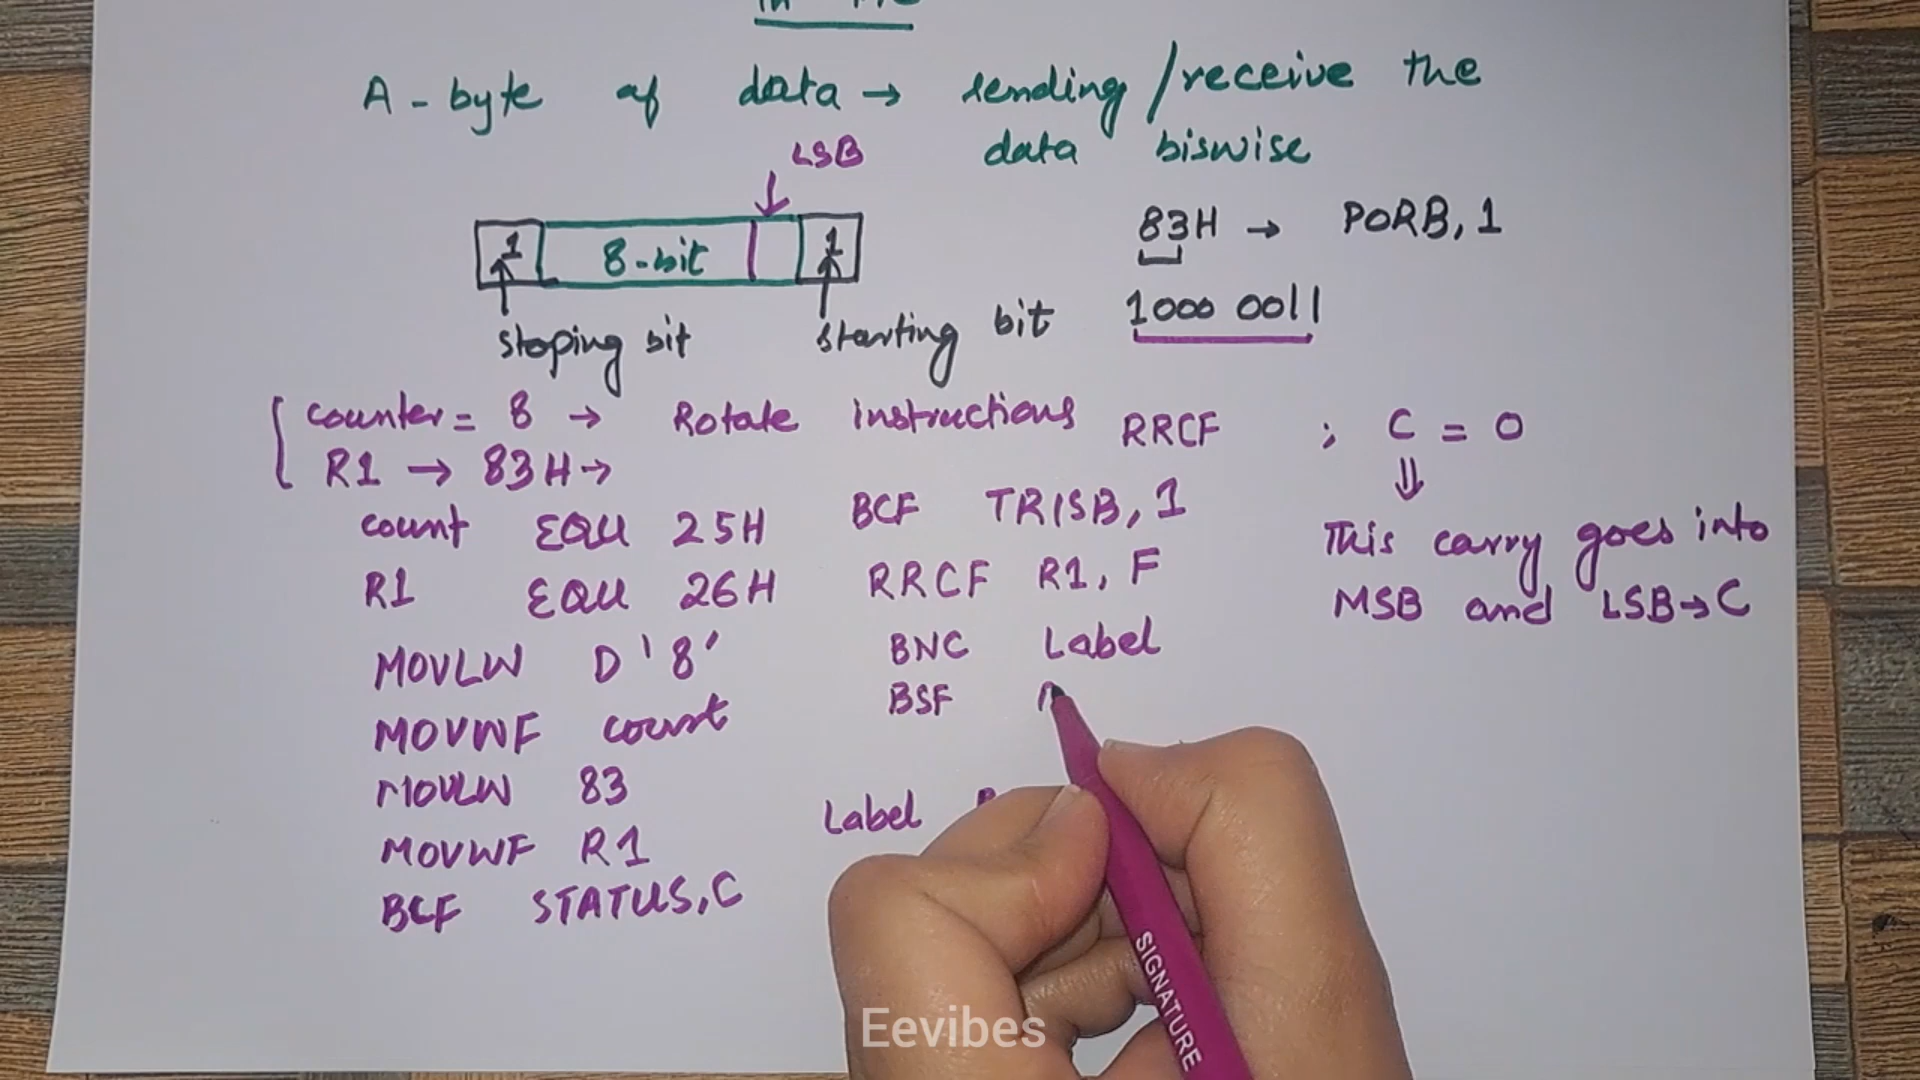 A-byte of data → sending/receive the
data biswise
LSB
1 8-bit 1
stoping bit
starting bit
83H → PORB, 1
1000 0011
counter = 8 → Rotate instructions RRCF ; C = 0
R1 → 83H →
count EQU 25H
R1 EQU 26H
MOVLW D'8'
MOVWF count
MOVLW 83
MOVWF R1
BCF STATUS,C
BCF TRISB, 1
RRCF R1, F
BNC Label
BSF
Label
⇓
This carry goes into
MSB and LSB→C
SIGNATURE
Eevibes